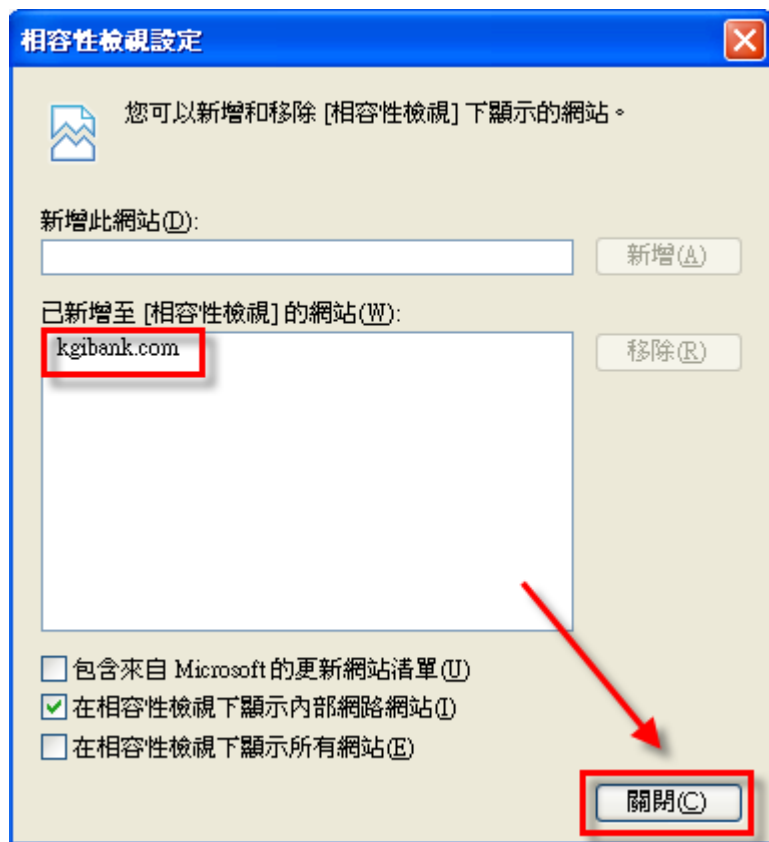 相容性檢視設定
您可以新增和移除 [相容性檢視] 下顯示的網站。
新增此網站(D):
新增(A)
已新增至 [相容性檢視] 的網站(W):
kgibank.com
移除(R)
包含來自 Microsoft 的更新網站清單(U)
在相容性檢視下顯示內部網路網站(I)
在相容性檢視下顯示所有網站(E)
關閉(C)